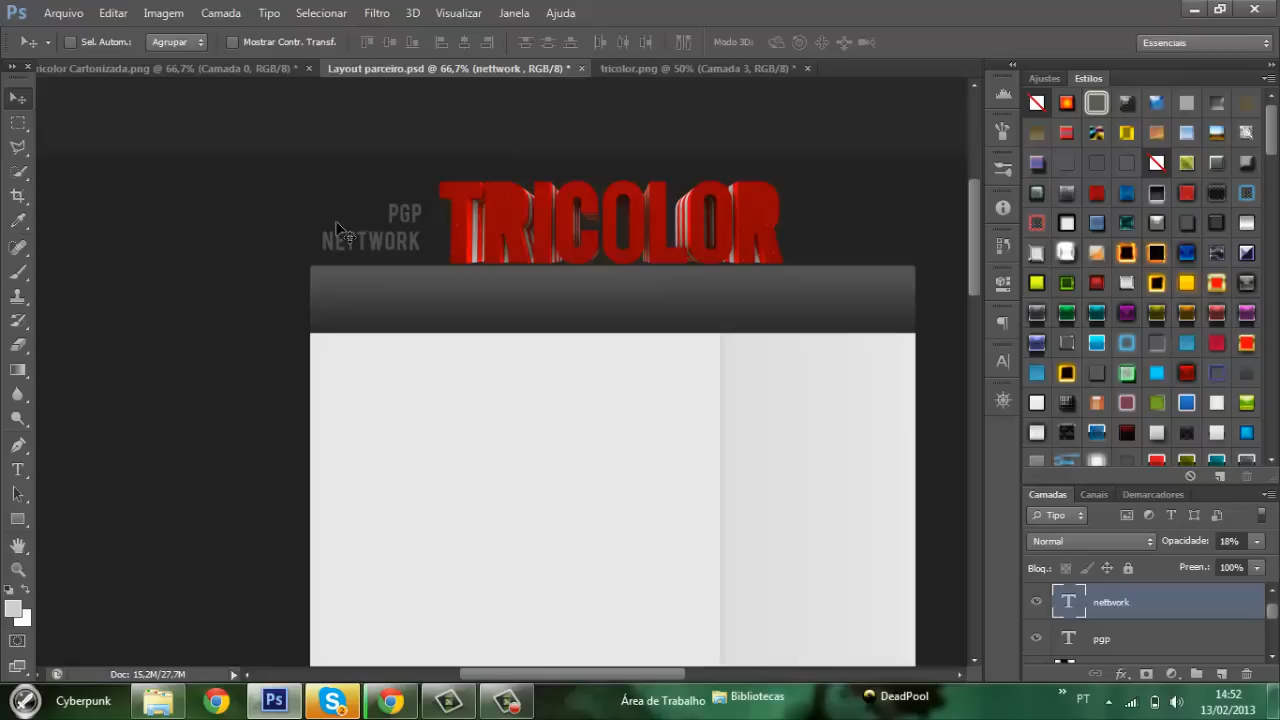 Ps Arquivo Editar Imagem Camada Tipo Selecionar Filtro 3D Visualizar Janela Ajuda
Sel. Autom.: Agrupar Mostrar Contr. Transf. Modo 3D: Essenciais
ricolor Cartonizada.png @ 66,7% (Camada 0, RGB/8) * × Layout parceiro.psd @ 66,7% (nettwork , RGB/8) * × tricolor.png @ 50% (Camada 3, RGB/8) * ×
Ajustes Estilos
PGP
NETTWORK
TRICOLOR
Camadas Canais Demarcadores
Tipo
Normal Opacidade: 18%
Bloq.: Preen.: 100%
T nettwork
T pgp
Doc: 15,2M/27,7M
Cyberpunk Ps Área de Trabalho Bibliotecas DeadPool » PT 14:52
13/02/2013